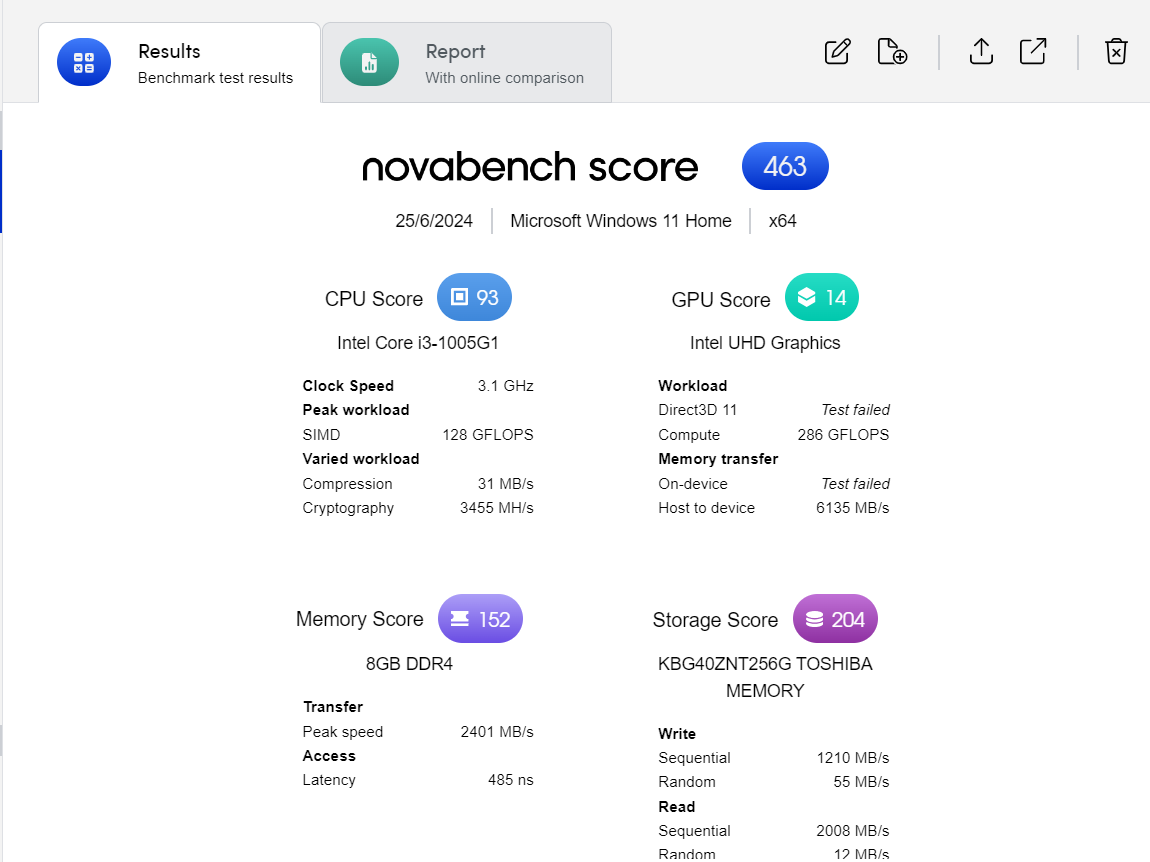 Results
Benchmark test results
Report
With online comparison
novabench score 463
25/6/2024 Microsoft Windows 11 Home x64
CPU Score 93
Intel Core i3-1005G1
Clock Speed 3.1 GHz
Peak workload
SIMD 128 GFLOPS
Varied workload
Compression 31 MB/s
Cryptography 3455 MH/s
GPU Score 14
Intel UHD Graphics
Workload
Direct3D 11 Test failed
Compute 286 GFLOPS
Memory transfer
On-device Test failed
Host to device 6135 MB/s
Memory Score 152
8GB DDR4
Transfer
Peak speed 2401 MB/s
Access
Latency 485 ns
Storage Score 204
KBG40ZNT256G TOSHIBA
MEMORY
Write
Sequential 1210 MB/s
Random 55 MB/s
Read
Sequential 2008 MB/s
Random 12 MB/s